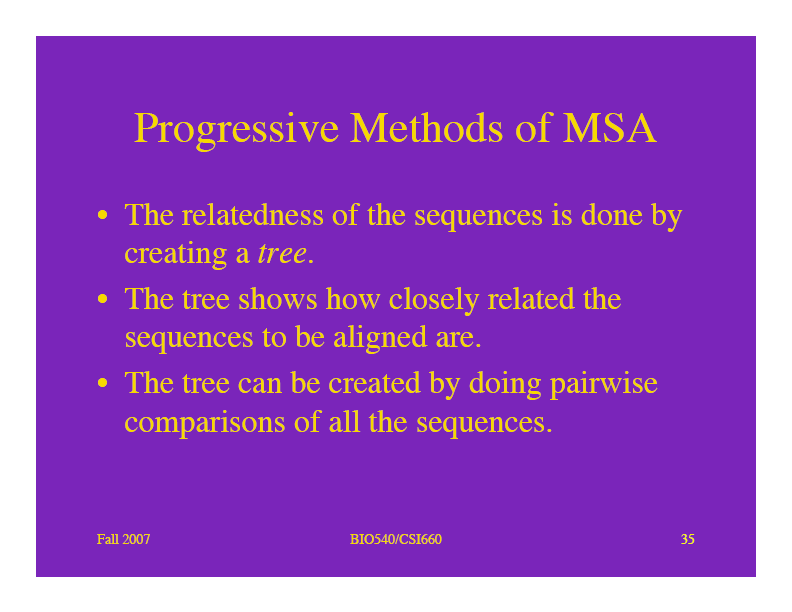 Progressive Methods of MSA
• The relatedness of the sequences is done by
creating a tree.
• The tree shows how closely related the
sequences to be aligned are.
• The tree can be created by doing pairwise
comparisons of all the sequences.
Fall 2007 BIO540/CSI660 35